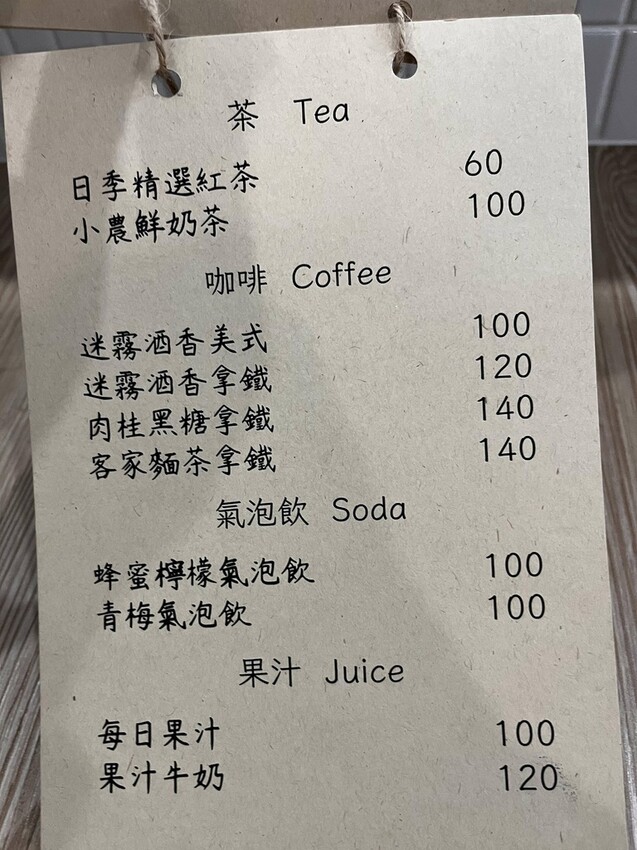 茶 Tea
日季精選紅茶 60
小農鮮奶茶 100
咖啡 Coffee
迷霧酒香美式 100
迷霧酒香拿鐵 120
肉桂黑糖拿鐵 140
客家麵茶拿鐵 140
氣泡飲 Soda
蜂蜜檸檬氣泡飲 100
青梅氣泡飲 100
果汁 Juice
每日果汁 100
果汁牛奶 120